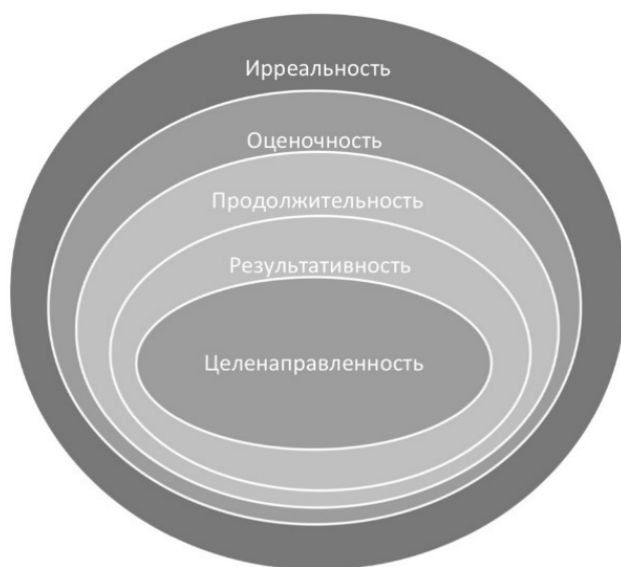 Ирреальность
Оценочность
Продолжительность
Результативность
Целенаправленность